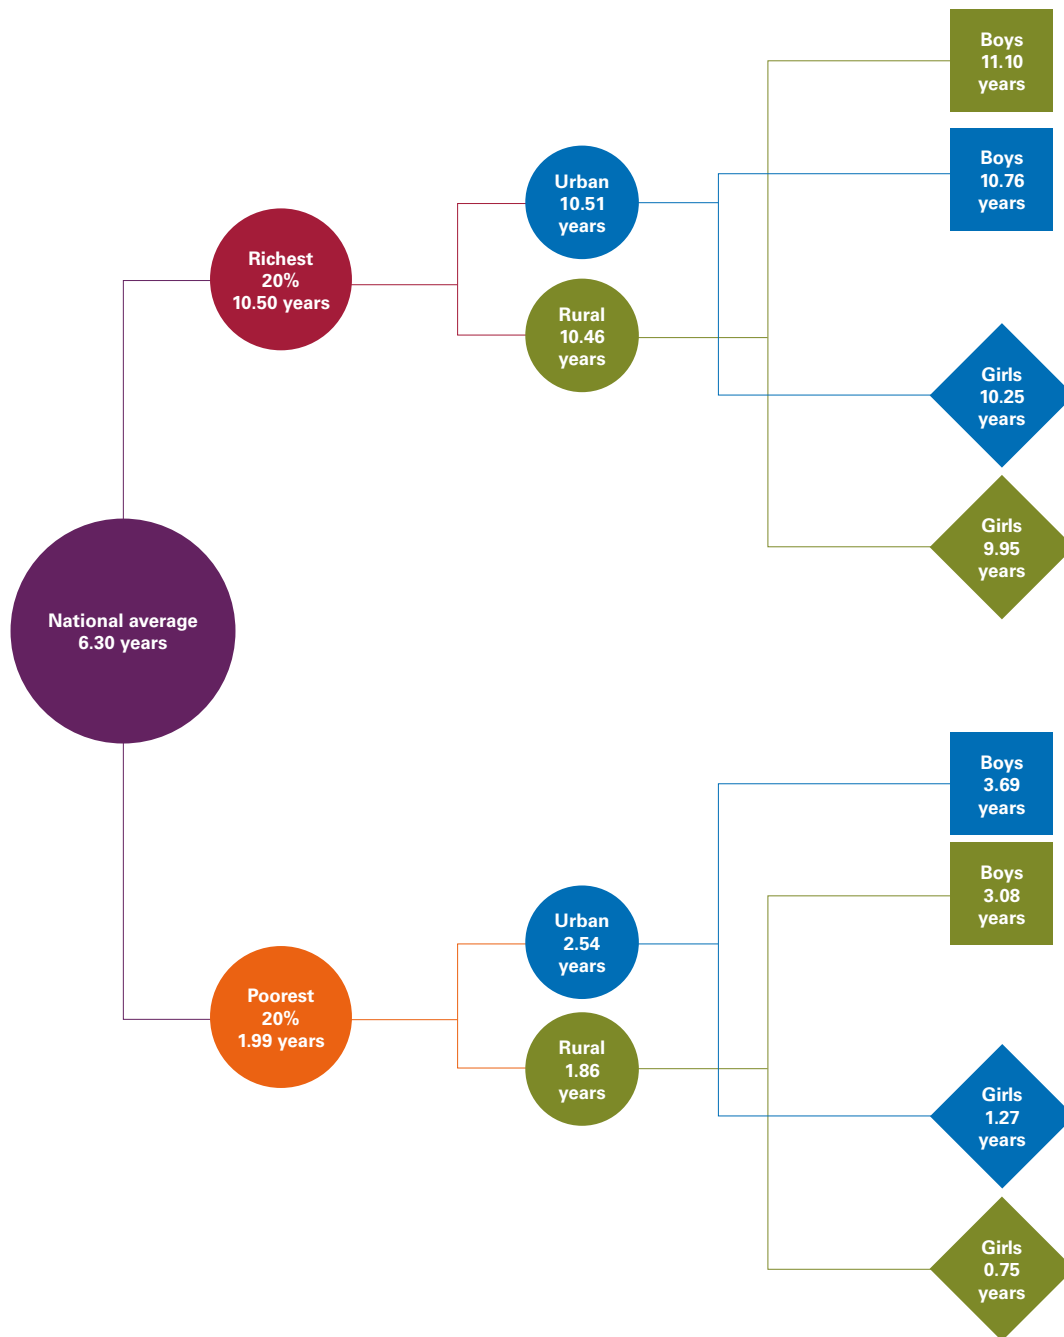 Boys
11.10
years
Boys
10.76
years
Urban
10.51
years
Richest
20%
10.50 years
Rural
10.46
years
Girls
10.25
years
Girls
9.95
years
National average
6.30 years
Boys
3.69
years
Boys
3.08
years
Urban
2.54
years
Poorest
20%
1.99 years
Rural
1.86
years
Girls
1.27
years
Girls
0.75
years